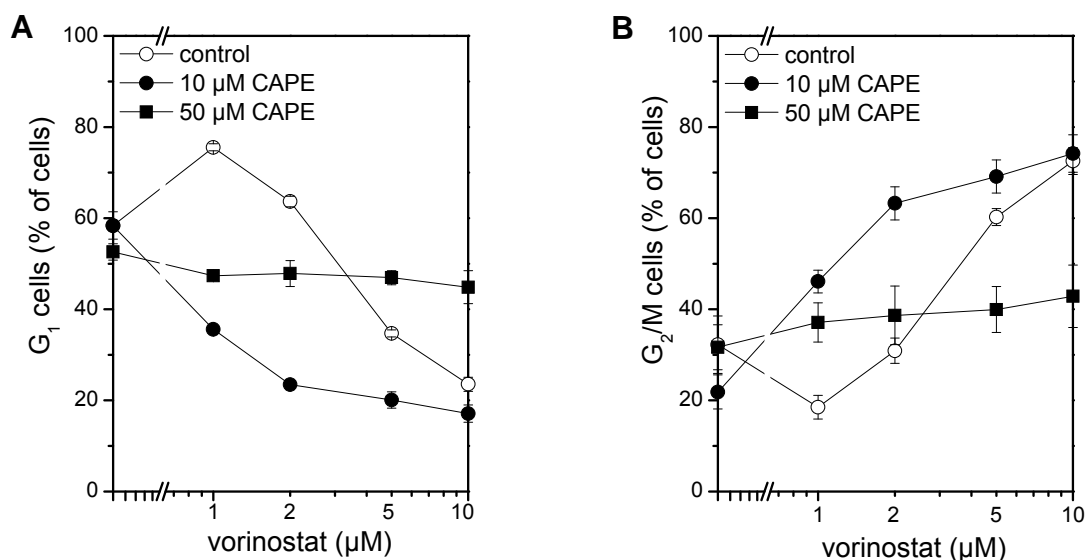 A
100
80
60
40
20
0
G₁ cells (% of cells)
control
10 µM CAPE
50 µM CAPE
1 2 5 10
vorinostat (µM)
B
100
80
60
40
20
0
G₂/M cells (% of cells)
control
10 µM CAPE
50 µM CAPE
1 2 5 10
vorinostat (µM)